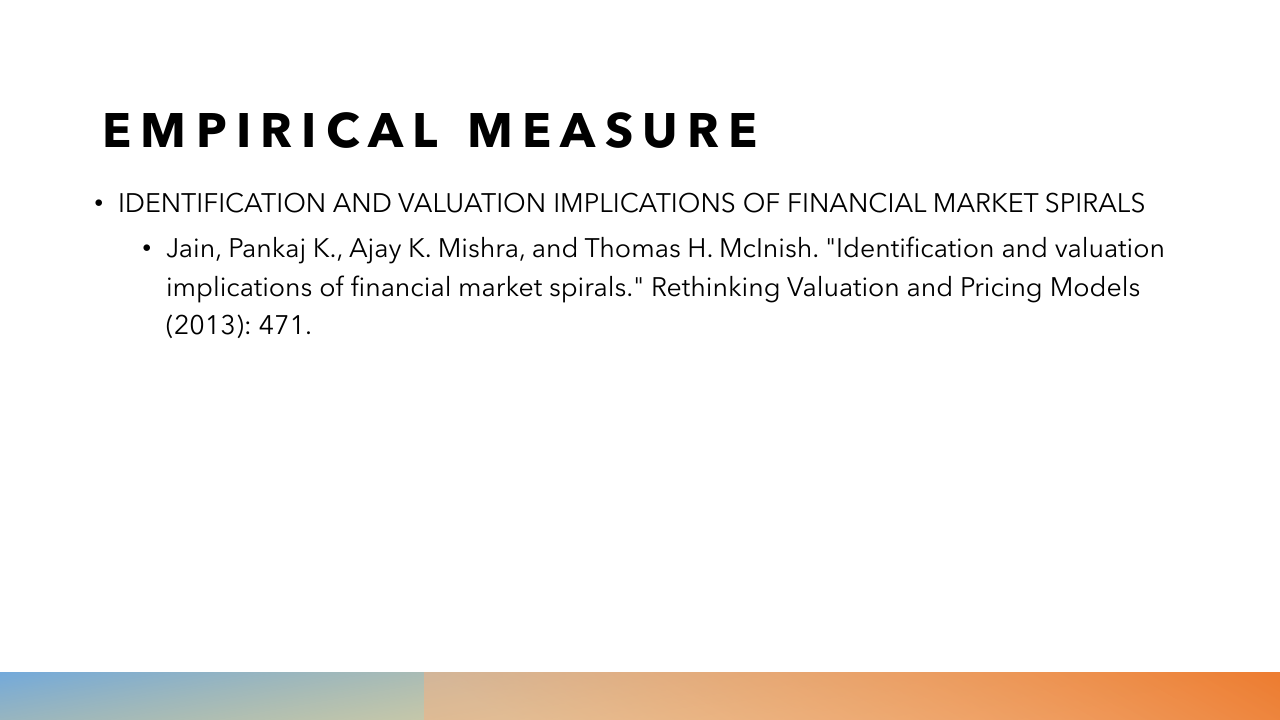 EMPIRICAL MEASURE
• IDENTIFICATION AND VALUATION IMPLICATIONS OF FINANCIAL MARKET SPIRALS
• Jain, Pankaj K., Ajay K. Mishra, and Thomas H. McInish. "Identification and valuation
implications of financial market spirals." Rethinking Valuation and Pricing Models
(2013): 471.